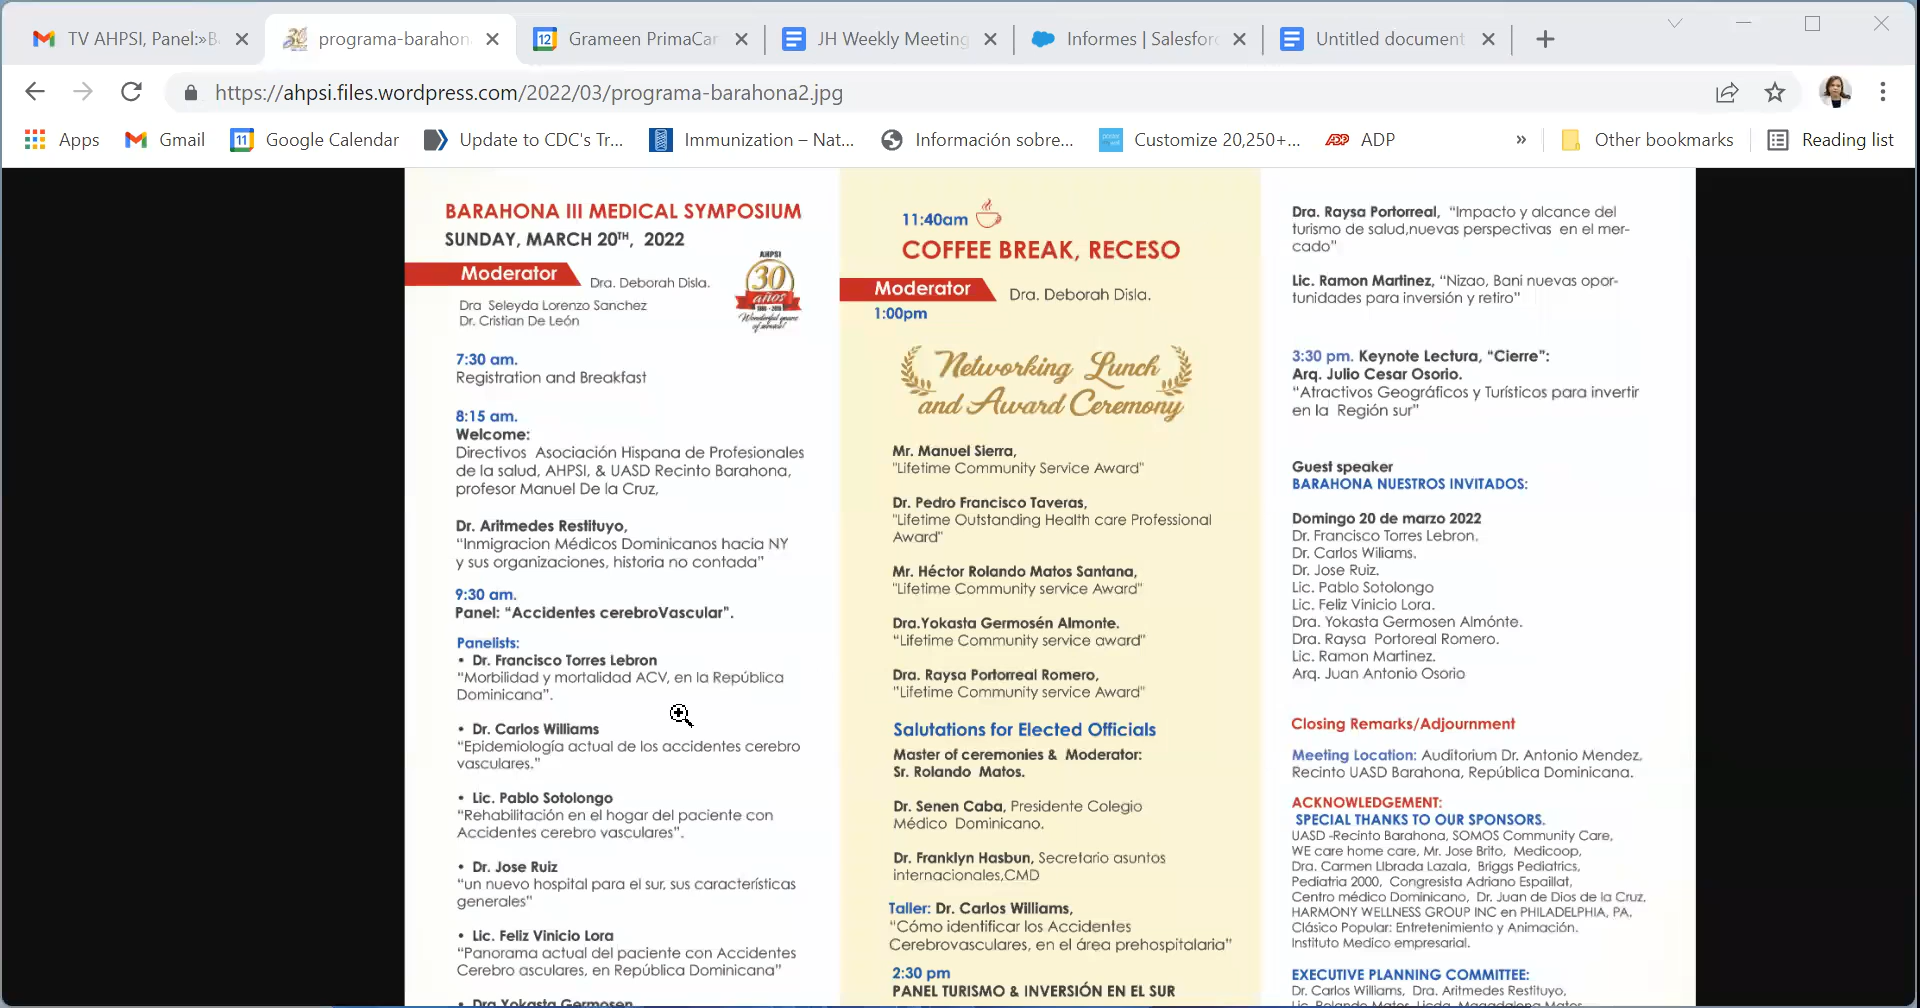 TV AHPSI, Panel:»B
programa-barahon
Grameen PrimaCar
JH Weekly Meeting
Informes | Salesforc
Untitled document
https://ahpsi.files.wordpress.com/2022/03/programa-barahona2.jpg
Apps
Gmail
Google Calendar
Update to CDC's Tr...
Immunization – Nat...
Información sobre...
Customize 20,250+...
ADP
»
Other bookmarks
Reading list
BARAHONA III MEDICAL SYMPOSIUM
SUNDAY, MARCH 20TH, 2022
Moderator
Dra. Deborah Disla.
Dra Seleyda Lorenzo Sanchez
Dr. Cristian De León
AHPSI
30
años
Wonderful years
of service!
7:30 am.
Registration and Breakfast
8:15 am.
Welcome:
Directivos Asociación Hispana de Profesionales
de la salud, AHPSI, & UASD Recinto Barahona,
profesor Manuel De la Cruz,
Dr. Aritmedes Restituyo,
“Inmigracion Médicos Dominicanos hacia NY
y sus organizaciones, historia no contada”
9:30 am.
Panel: “Accidentes cerebroVascular”.
Panelists:
• Dr. Francisco Torres Lebron
“Morbilidad y mortalidad ACV, en la República
Dominicana”.
• Dr. Carlos Williams
“Epidemiología actual de los accidentes cerebro
vasculares.”
• Lic. Pablo Sotolongo
“Rehabilitación en el hogar del paciente con
Accidentes cerebro vasculares”.
• Dr. Jose Ruiz
“un nuevo hospital para el sur, sus características
generales”
• Lic. Feliz Vinicio Lora
“Panorama actual del paciente con Accidentes
Cerebro asculares, en República Dominicana”
Dra Yokasta Germosen
11:40am
COFFEE BREAK, RECESO
Moderator
Dra. Deborah Disla.
1:00pm
Networking Lunch
and Award Ceremony
Mr. Manuel Sierra,
"Lifetime Community Service Award"
Dr. Pedro Francisco Taveras,
"Lifetime Outstanding Health care Professional
Award"
Mr. Héctor Rolando Matos Santana,
"Lifetime Community service Award"
Dra.Yokasta Germosén Almonte.
“Lifetime Community service award"
Dra. Raysa Portorreal Romero,
"Lifetime Community service Award"
Salutations for Elected Officials
Master of ceremonies & Moderator:
Sr. Rolando Matos.
Dr. Senen Caba, Presidente Colegio
Médico Dominicano.
Dr. Franklyn Hasbun, Secretario asuntos
internacionales,CMD
Taller: Dr. Carlos Williams,
“Cómo identificar los Accidentes
Cerebrovasculares, en el área prehospitalaria”
2:30 pm
PANEL TURISMO & INVERSIÓN EN EL SUR
Dra. Raysa Portorreal, “Impacto y alcance del
turismo de salud,nuevas perspectivas en el mer-
cado”
Lic. Ramon Martinez, “Nizao, Bani nuevas opor-
tunidades para inversión y retiro”
3:30 pm. Keynote Lectura, “Cierre”:
Arq. Julio Cesar Osorio.
“Atractivos Geográficos y Turísticos para invertir
en la Región sur”
Guest speaker
BARAHONA NUESTROS INVITADOS:
Domingo 20 de marzo 2022
Dr. Francisco Torres Lebron.
Dr. Carlos Wiliams.
Dr. Jose Ruiz.
Lic. Pablo Sotolongo
Lic. Feliz Vinicio Lora.
Dra. Yokasta Germosen Almónte.
Dra. Raysa Portoreal Romero.
Lic. Ramon Martinez.
Arq. Juan Antonio Osorio
Closing Remarks/Adjournment
Meeting Location: Auditorium Dr. Antonio Mendez,
Recinto UASD Barahona, República Dominicana.
ACKNOWLEDGEMENT:
SPECIAL THANKS TO OUR SPONSORS.
UASD -Recinto Barahona, SOMOS Community Care,
WE care home care, Mr. Jose Brito, Medicoop,
Dra. Carmen LIbrada Lazala, Briggs Pediatrics,
Pediatria 2000, Congresista Adriano Espaillat,
Centro médico Dominicano, Dr. Juan de Dios de la Cruz.
HARMONY WELLNESS GROUP INC en PHILADELPHIA, PA.
Clásico Popular: Entretenimiento y Animación.
Instituto Medico empresarial.
EXECUTIVE PLANNING COMMITTEE:
Dr. Carlos Williams, Dra. Aritmedes Restituyo,
Lic. Rolando Matos, Licda. Magdalena Matos